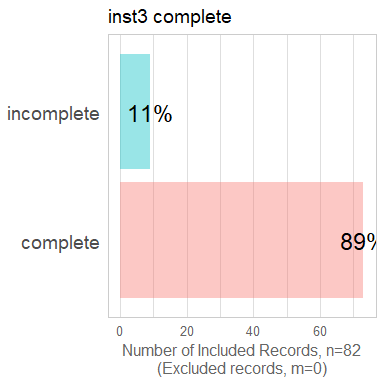 inst3 complete
incomplete
11%
complete
89%
0 20 40 60
Number of Included Records, n=82
(Excluded records, m=0)